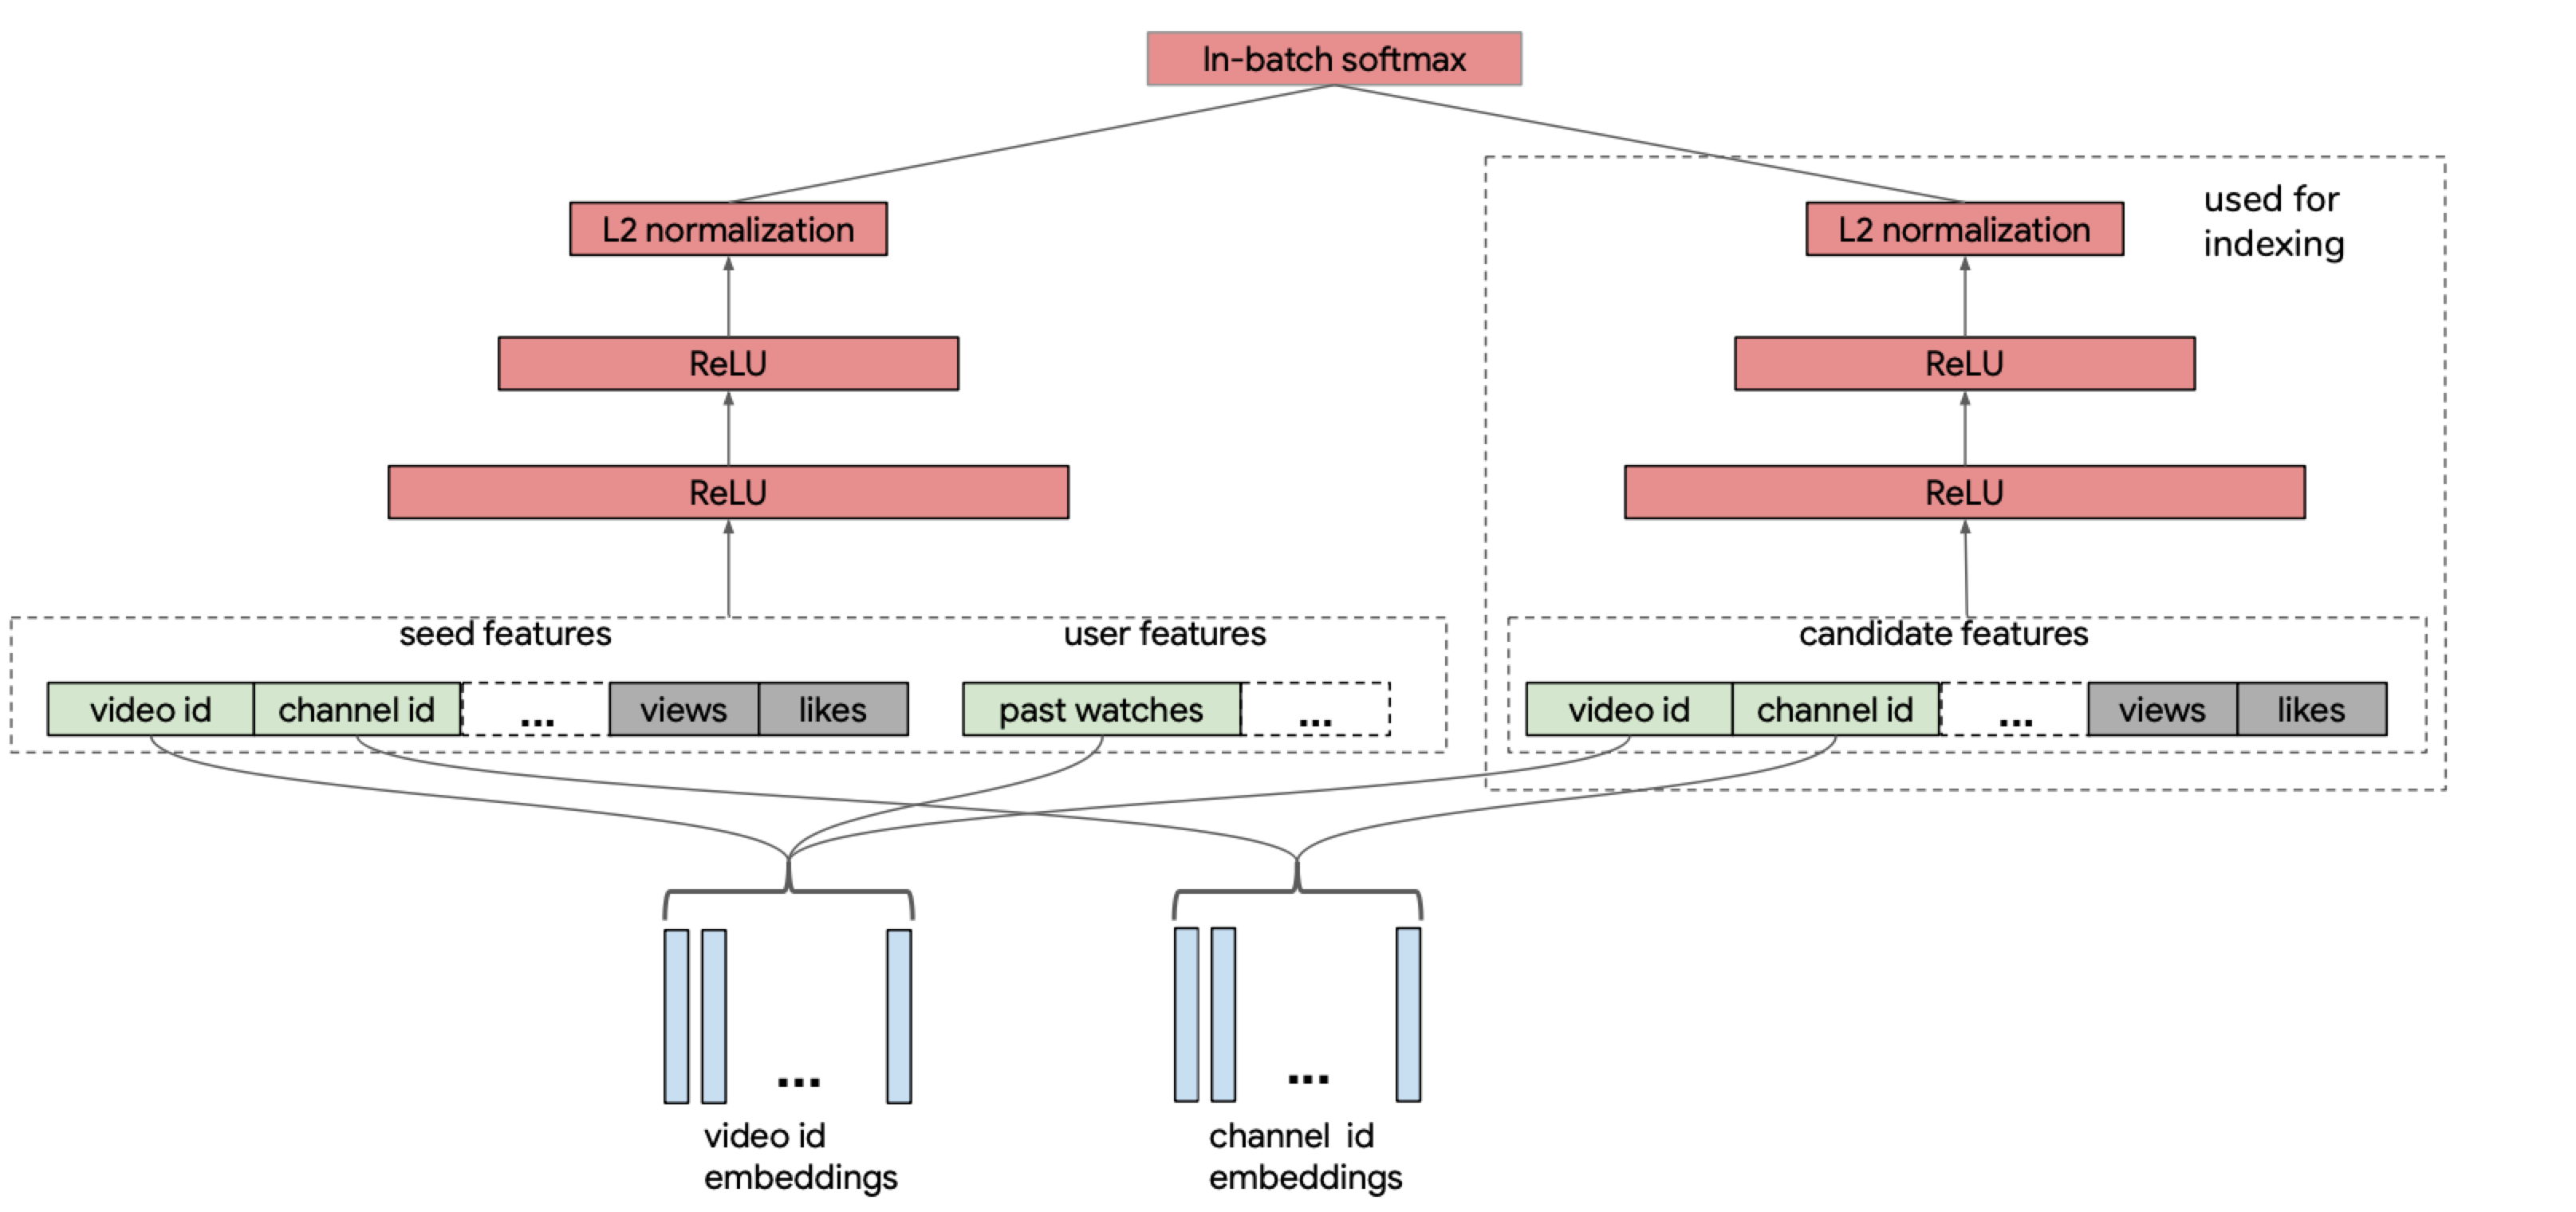 In-batch softmax
L2 normalization
L2 normalization
used for
indexing
ReLU
ReLU
ReLU
ReLU
seed features
user features
candidate features
video id
channel id
...
views
likes
past watches
...
video id
channel id
...
views
likes
...
...
video id
embeddings
channel id
embeddings